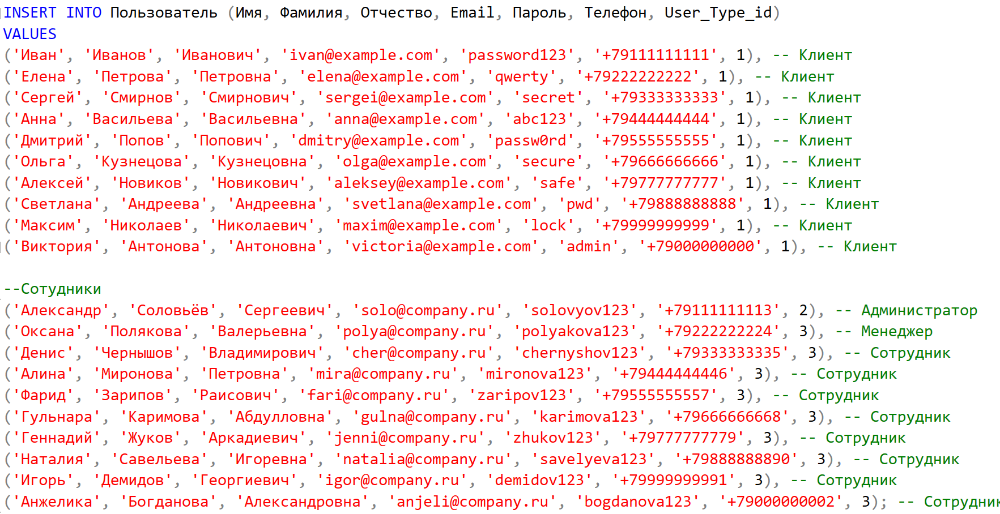 INSERT INTO Пользователь (Имя, Фамилия, Отчество, Email, Пароль, Телефон, User_Type_id)
VALUES
('Иван', 'Иванов', 'Иванович', 'ivan@example.com', 'password123', '+79111111111', 1), -- Клиент
('Елена', 'Петрова', 'Петровна', 'elena@example.com', 'qwerty', '+79222222222', 1), -- Клиент
('Сергей', 'Смирнов', 'Смирнович', 'sergei@example.com', 'secret', '+79333333333', 1), -- Клиент
('Анна', 'Васильева', 'Васильевна', 'anna@example.com', 'abc123', '+79444444444', 1), -- Клиент
('Дмитрий', 'Попов', 'Попович', 'dmitry@example.com', 'passw0rd', '+79555555555', 1), -- Клиент
('Ольга', 'Кузнецова', 'Кузнецовна', 'olga@example.com', 'secure', '+79666666666', 1), -- Клиент
('Алексей', 'Новиков', 'Новикович', 'aleksey@example.com', 'safe', '+79777777777', 1), -- Клиент
('Светлана', 'Андреева', 'Андреевна', 'svetlana@example.com', 'pwd', '+79888888888', 1), -- Клиент
('Максим', 'Николаев', 'Николаевич', 'maxim@example.com', 'lock', '+79999999999', 1), -- Клиент
('Виктория', 'Антонова', 'Антоновна', 'victoria@example.com', 'admin', '+79000000000', 1), -- Клиент
--Сотудники
('Александр', 'Соловьёв', 'Сергеевич', 'solo@company.ru', 'solovyov123', '+79111111113', 2), -- Администратор
('Оксана', 'Полякова', 'Валерьевна', 'polya@company.ru', 'polyakova123', '+79222222224', 3), -- Менеджер
('Денис', 'Чернышов', 'Владимирович', 'cher@company.ru', 'chernyshov123', '+79333333335', 3), -- Сотрудник
('Алина', 'Миронова', 'Петровна', 'mira@company.ru', 'mironova123', '+79444444446', 3), -- Сотрудник
('Фарид', 'Зарипов', 'Раисович', 'fari@company.ru', 'zaripov123', '+79555555557', 3), -- Сотрудник
('Гульнара', 'Каримова', 'Абдулловна', 'gulna@company.ru', 'karimova123', '+79666666668', 3), -- Сотрудник
('Геннадий', 'Жуков', 'Аркадиевич', 'jenni@company.ru', 'zhukov123', '+79777777779', 3), -- Сотрудник
('Наталия', 'Савельева', 'Игоревна', 'natalia@company.ru', 'savelyeva123', '+79888888890', 3), -- Сотрудник
('Игорь', 'Демидов', 'Георгиевич', 'igor@company.ru', 'demidov123', '+79999999991', 3), -- Сотрудник
('Анжелика', 'Богданова', 'Александровна', 'anjeli@company.ru', 'bogdanova123', '+79000000002', 3); -- Сотрудник